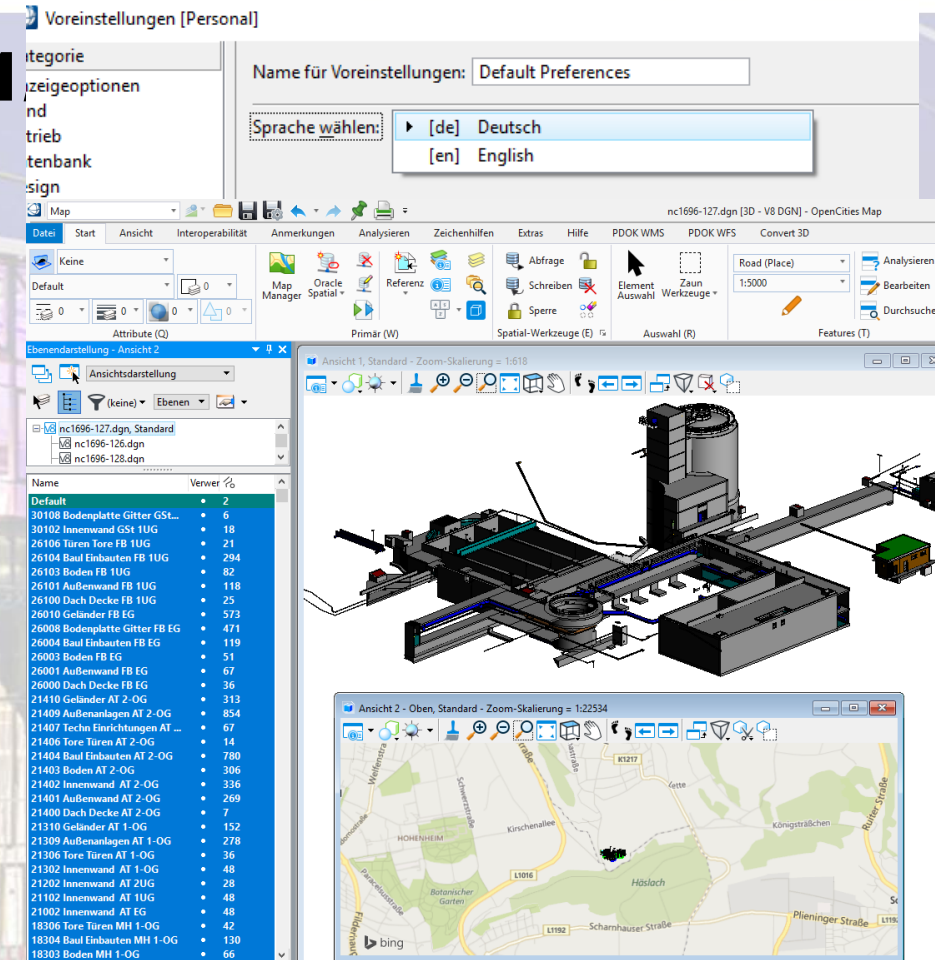 Voreinstellungen [Personal]
ategorie
zeigeoptionen
nd
trieb
tenbank
sign
Name für Voreinstellungen: Default Preferences
Sprache wählen: [de] Deutsch
[en] English
Map
nc1696-127.dgn [3D - V8 DGN] - OpenCities Map
Datei Start Ansicht Interoperabilität Anmerkungen Analysieren Zeichenhilfen Extras Hilfe PDOK WMS PDOK WFS Convert 3D
Keine
Default 0
0 0 0 0
Attribute (Q)
Map Manager
Oracle Spatial
Referenz
Primär (W)
Abfrage
Schreiben
Sperre
Spatial-Werkzeuge (E)
Element Auswahl
Zaun Werkzeuge
Auswahl (R)
Road (Place)
1:5000
Analysieren
Bearbeiten
Durchsuche
Features (T)
Ebenendarstellung - Ansicht 2
Ansichtsdarstellung
(keine) Ebenen
nc1696-127.dgn, Standard
nc1696-126.dgn
nc1696-128.dgn
Name Verwer
Default 2
30108 Bodenplatte Gitter GSt... 6
30102 Innenwand GSt 1UG 18
26106 Türen Tore FB 1UG 21
26104 Baul Einbauten FB 1UG 294
26103 Boden FB 1UG 82
26101 Außenwand FB 1UG 118
26100 Dach Decke FB 1UG 25
26010 Geländer FB EG 573
26008 Bodenplatte Gitter FB EG 471
26004 Baul Einbauten FB EG 119
26003 Boden FB EG 51
26001 Außenwand FB EG 67
26000 Dach Decke FB EG 36
21410 Geländer AT 2-OG 313
21409 Außenanlagen AT 2-OG 854
21407 Techn Einrichtungen AT ... 67
21406 Tore Türen AT 2-OG 14
21404 Baul Einbauten AT 2-OG 780
21403 Boden AT 2-OG 306
21402 Innenwand AT 2-OG 336
21401 Außenwand AT 2-OG 269
21400 Dach Decke AT 2-OG 7
21310 Geländer AT 1-OG 152
21309 Außenanlagen AT 1-OG 278
21306 Tore Türen AT 1-OG 36
21302 Innenwand AT 1-OG 48
21202 Innenwand AT 2UG 28
21102 Innenwand AT 1UG 48
21002 Innenwand AT EG 48
18306 Tore Türen MH 1-OG 42
18304 Baul Einbauten MH 1-OG 130
18303 Boden MH 1-OG 66
Ansicht 1, Standard - Zoom-Skalierung = 1:618
Ansicht 2 - Oben, Standard - Zoom-Skalierung = 1:22534
K1217
Schwerzstraße
Kirschenallee
HOHENHEIM
Königsträßchen
Ruiter Straße
L1016
Botanischer
Garten
Häslach
Paracelsusstraße
Plieninger Straße
L1192
Scharnhauser Straße
bing